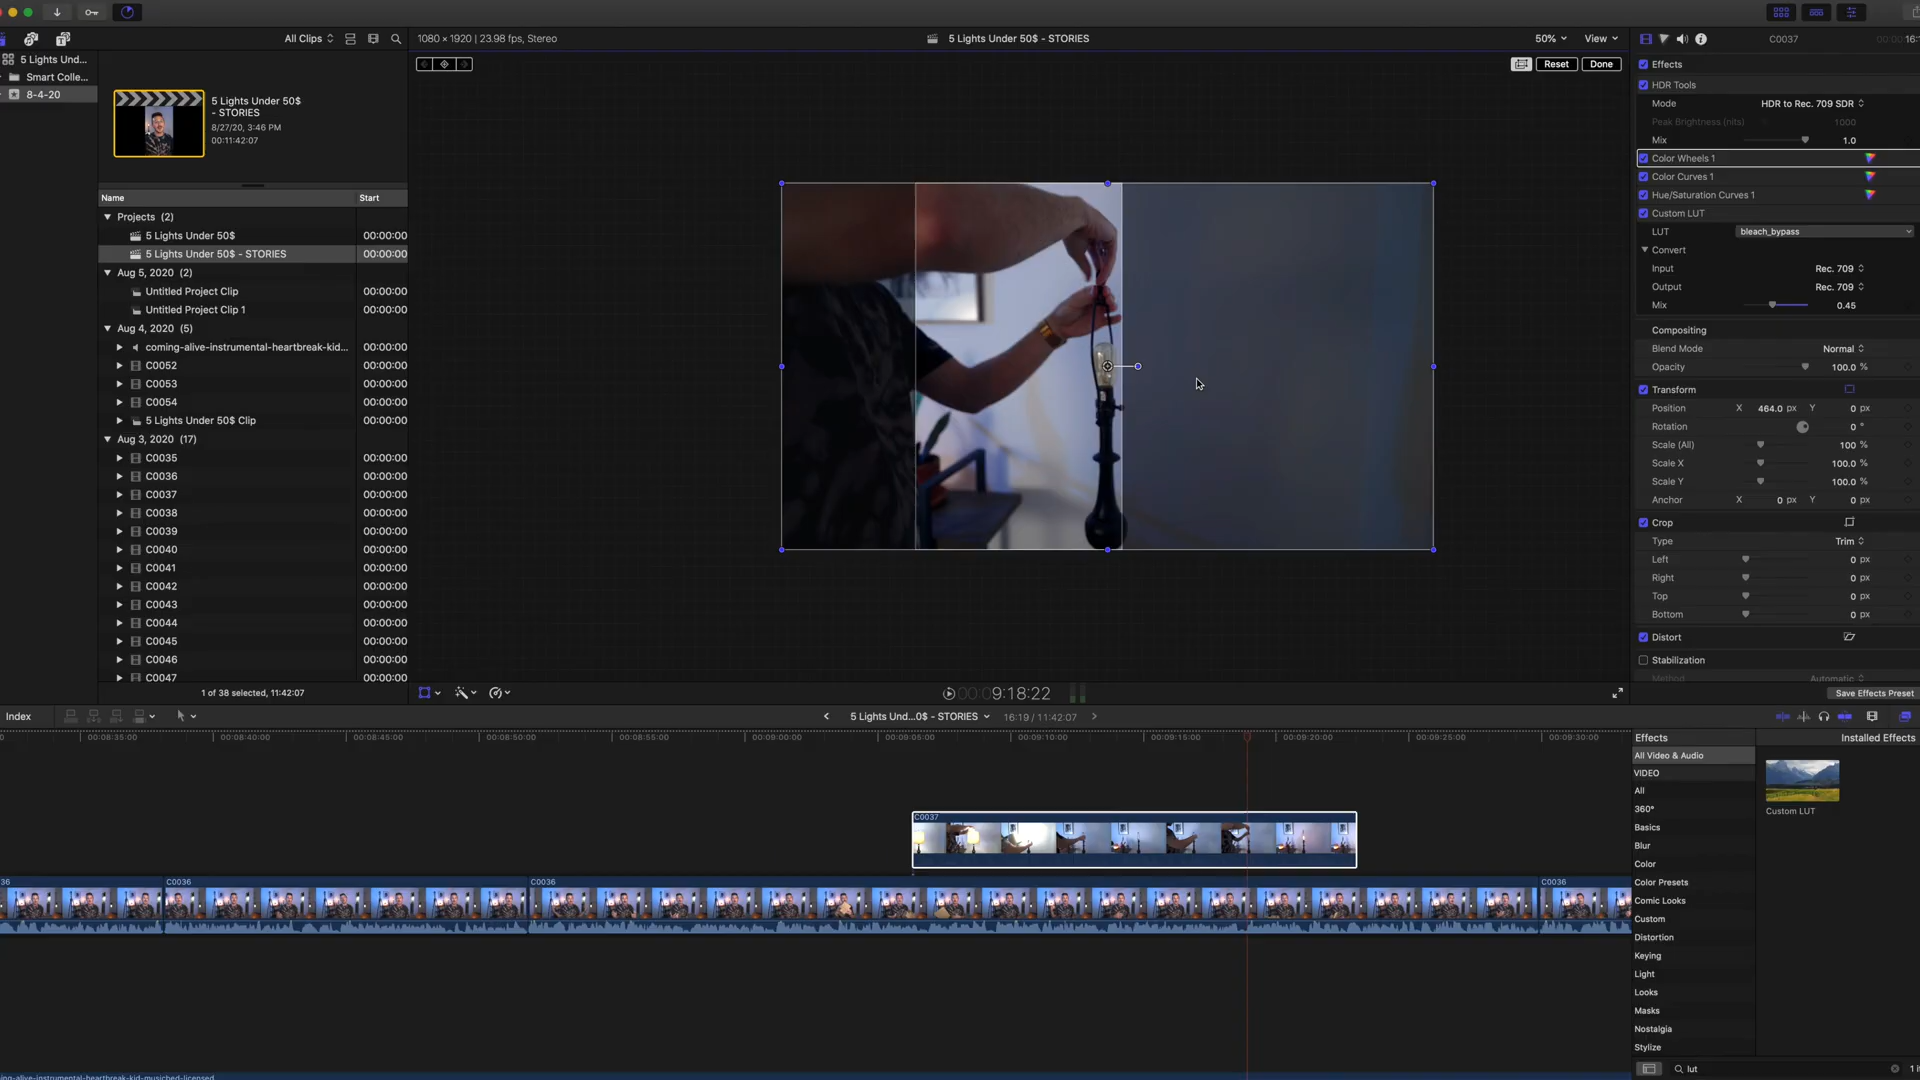 All Clips
1080 × 1920 | 23.98 fps, Stereo
5 Lights Under 50$ - STORIES
50%
View
C0037
5 Lights Und...
Smart Colle...
8-4-20
5 Lights Under 50$
- STORIES
8/27/20, 3:46 PM
00:11:42:07
Reset
Done
Name
Start
Projects (2)
5 Lights Under 50$ 00:00:00
5 Lights Under 50$ - STORIES 00:00:00
Aug 5, 2020 (2)
Untitled Project Clip 00:00:00
Untitled Project Clip 1 00:00:00
Aug 4, 2020 (5)
coming-alive-instrumental-heartbreak-kid... 00:00:00
C0052 00:00:00
C0053 00:00:00
C0054 00:00:00
5 Lights Under 50$ Clip 00:00:00
Aug 3, 2020 (17)
C0035 00:00:00
C0036 00:00:00
C0037 00:00:00
C0038 00:00:00
C0039 00:00:00
C0040 00:00:00
C0041 00:00:00
C0042 00:00:00
C0043 00:00:00
C0044 00:00:00
C0045 00:00:00
C0046 00:00:00
C0047 00:00:00
1 of 38 selected, 11:42:07
Effects
HDR Tools
Mode HDR to Rec. 709 SDR
Peak Brightness (nits) 1000
Mix 1.0
Color Wheels 1
Color Curves 1
Hue/Saturation Curves 1
Custom LUT
LUT bleach_bypass
Convert
Input Rec. 709
Output Rec. 709
Mix 0.45
Compositing
Blend Mode Normal
Opacity 100.0 %
Transform
Position X 464.0 px Y 0 px
Rotation 0 °
Scale (All) 100 %
Scale X 100.0 %
Scale Y 100.0 %
Anchor X 0 px Y 0 px
Crop
Type Trim
Left 0 px
Right 0 px
Top 0 px
Bottom 0 px
Distort
Stabilization
Method Automatic
Save Effects Preset
00:09:18:22
Index
5 Lights Und...0$ - STORIES
16:19 / 11:42:07
00:08:35:00
00:08:40:00
00:08:45:00
00:08:50:00
00:08:55:00
00:09:00:00
00:09:05:00
00:09:10:00
00:09:15:00
00:09:20:00
00:09:25:00
00:09:30:00
C0037
36
C0036
C0036
C0036
Effects
Installed Effects
All Video & Audio
VIDEO
All
360°
Basics
Blur
Color
Color Presets
Comic Looks
Custom
Distortion
Keying
Light
Looks
Masks
Nostalgia
Stylize
Custom LUT
lut